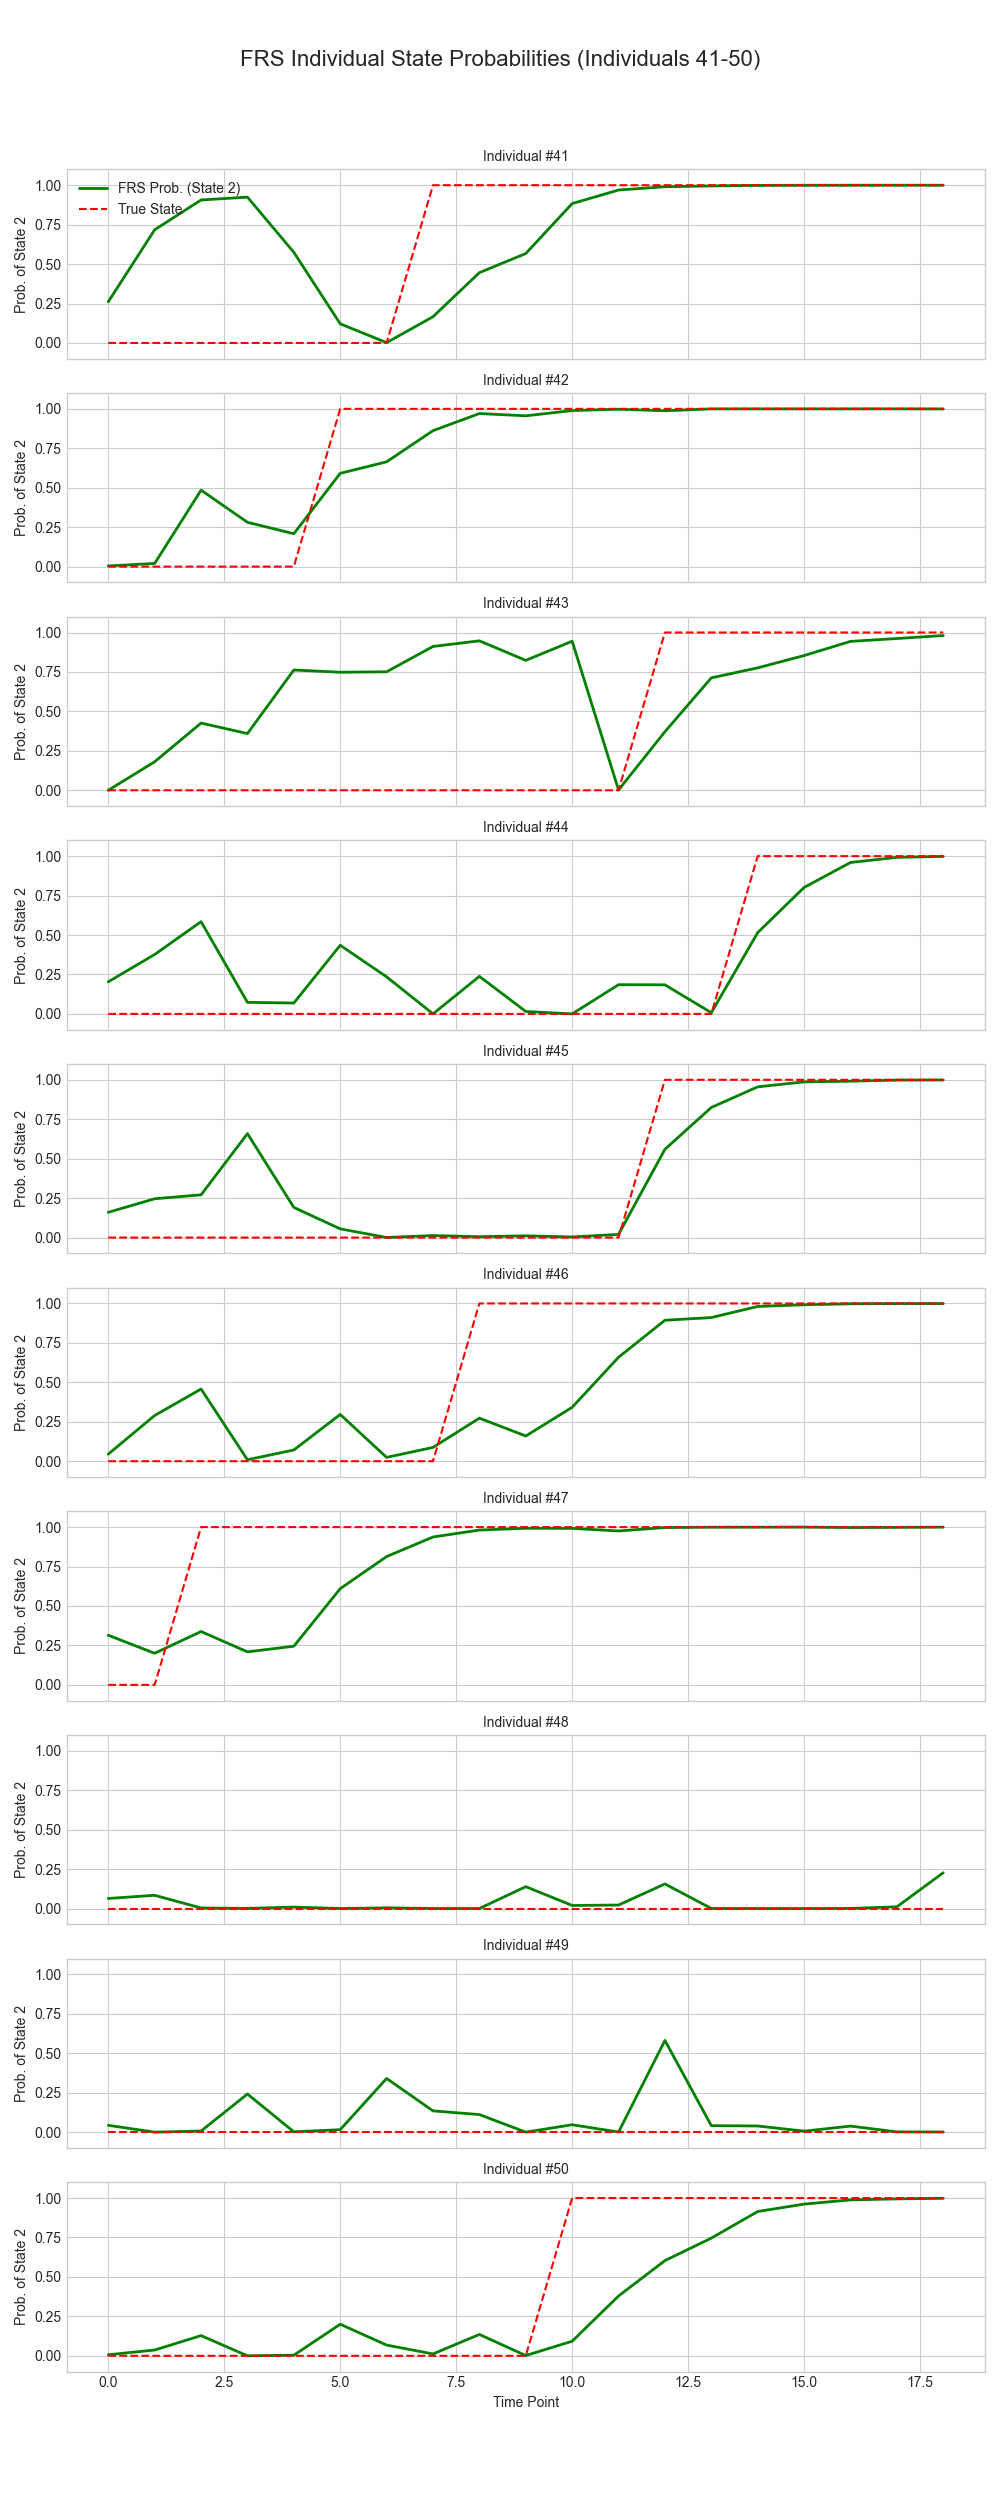 FRS Individual State Probabilities (Individuals 41-50)
Individual #41
FRS Prob. (State 2)
True State
Prob. of State 2
1.00
0.75
0.50
0.25
0.00
Individual #42
Prob. of State 2
1.00
0.75
0.50
0.25
0.00
Individual #43
Prob. of State 2
1.00
0.75
0.50
0.25
0.00
Individual #44
Prob. of State 2
1.00
0.75
0.50
0.25
0.00
Individual #45
Prob. of State 2
1.00
0.75
0.50
0.25
0.00
Individual #46
Prob. of State 2
1.00
0.75
0.50
0.25
0.00
Individual #47
Prob. of State 2
1.00
0.75
0.50
0.25
0.00
Individual #48
Prob. of State 2
1.00
0.75
0.50
0.25
0.00
Individual #49
Prob. of State 2
1.00
0.75
0.50
0.25
0.00
Individual #50
Prob. of State 2
1.00
0.75
0.50
0.25
0.00
0.0 2.5 5.0 7.5 10.0 12.5 15.0 17.5
Time Point